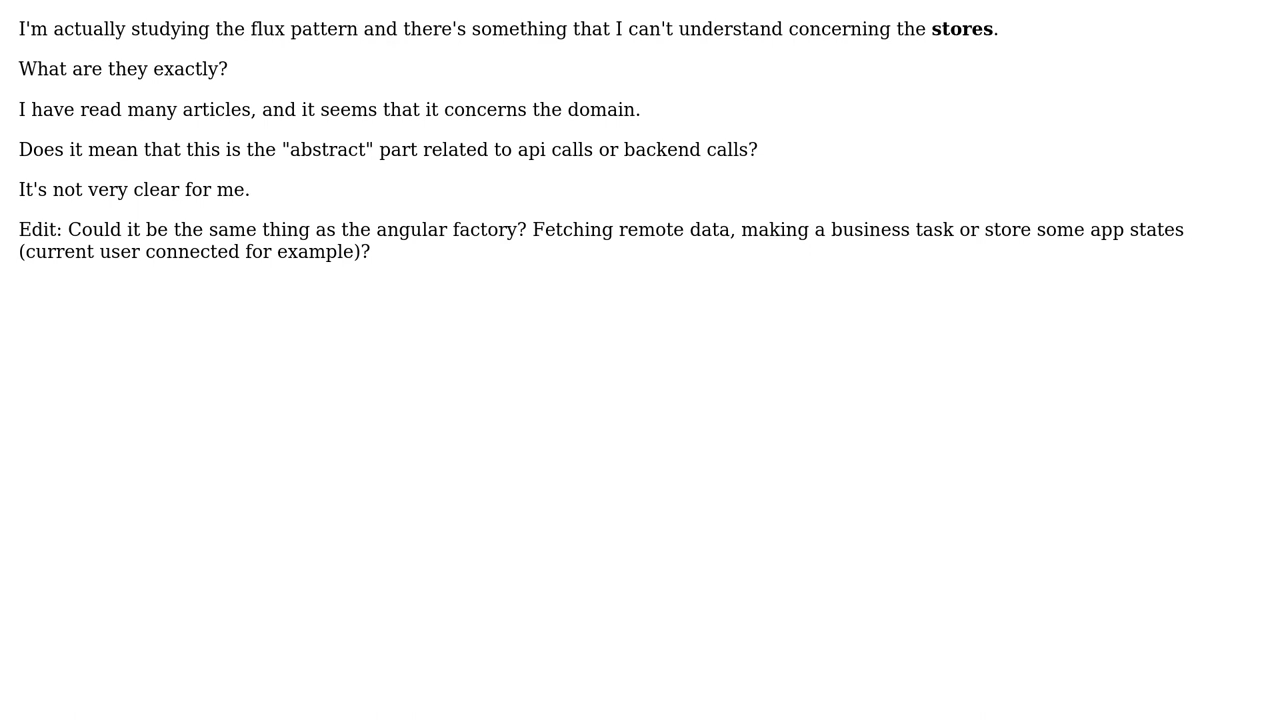 I'm actually studying the flux pattern and there's something that I can't understand concerning the stores.
What are they exactly?
I have read many articles, and it seems that it concerns the domain.
Does it mean that this is the "abstract" part related to api calls or backend calls?
It's not very clear for me.
Edit: Could it be the same thing as the angular factory? Fetching remote data, making a business task or store some app states
(current user connected for example)?